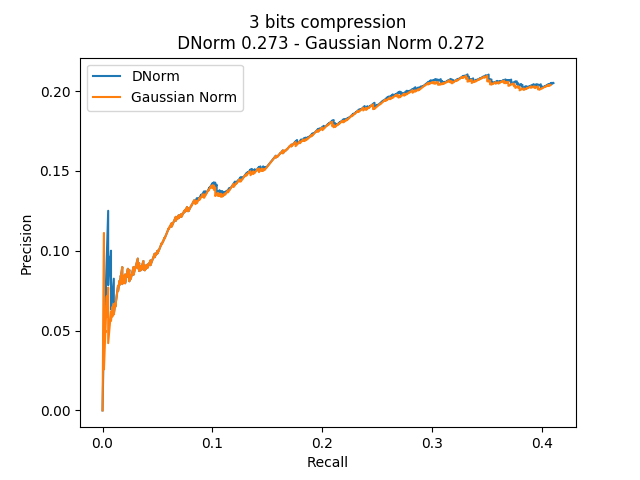 3 bits compression
DNorm 0.273 - Gaussian Norm 0.272
DNorm
Gaussian Norm
Precision
0.20
0.15
0.10
0.05
0.00
0.0 0.1 0.2 0.3 0.4
Recall